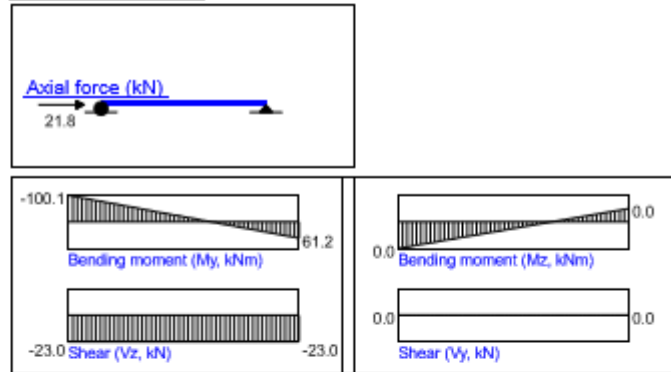 Axial force (kN)
21.8
-100.1
61.2
Bending moment (My, kNm)
-23.0
Shear (Vz, kN)
-23.0
0.0
0.0
Bending moment (Mz, kNm)
0.0
0.0
Shear (Vy, kN)